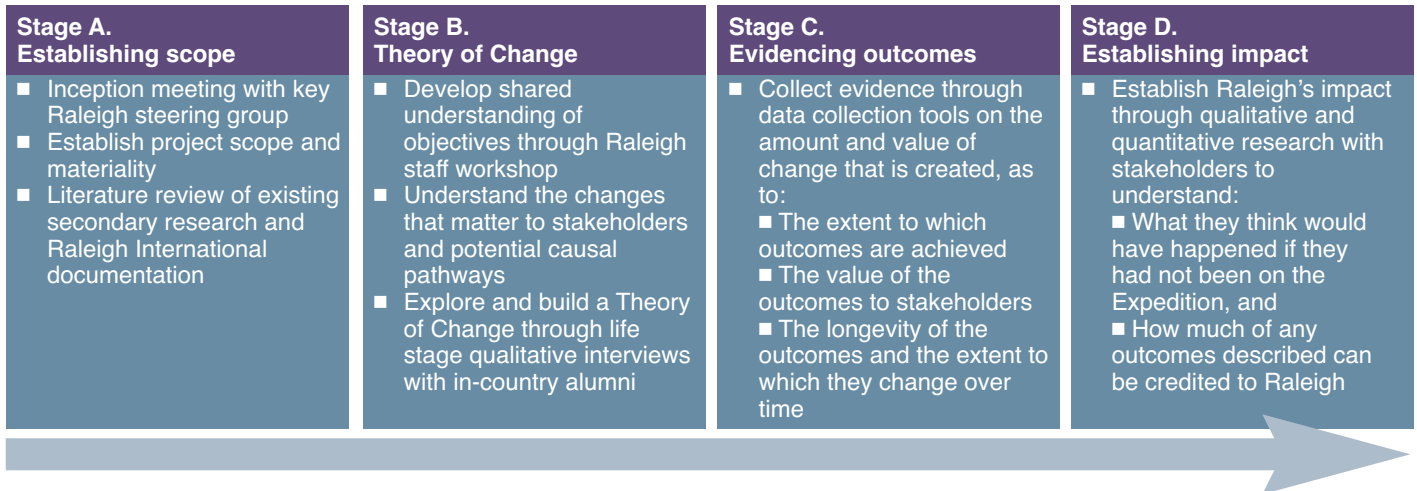 Stage A.
Establishing scope
■ Inception meeting with key
Raleigh steering group
■ Establish project scope and
materiality
■ Literature review of existing
secondary research and
Raleigh International
documentation
Stage B.
Theory of Change
■ Develop shared
understanding of
objectives through Raleigh
staff workshop
■ Understand the changes
that matter to stakeholders
and potential causal
pathways
■ Explore and build a Theory
of Change through life
stage qualitative interviews
with in-country alumni
Stage C.
Evidencing outcomes
■ Collect evidence through
data collection tools on the
amount and value of
change that is created, as
to:
■ The extent to which
outcomes are achieved
■ The value of the
outcomes to stakeholders
■ The longevity of the
outcomes and the extent to
which they change over
time
Stage D.
Establishing impact
■ Establish Raleigh's impact
through qualitative and
quantitative research with
stakeholders to
understand:
■ What they think would
have happened if they
had not been on the
Expedition, and
■ How much of any
outcomes described can
be credited to Raleigh